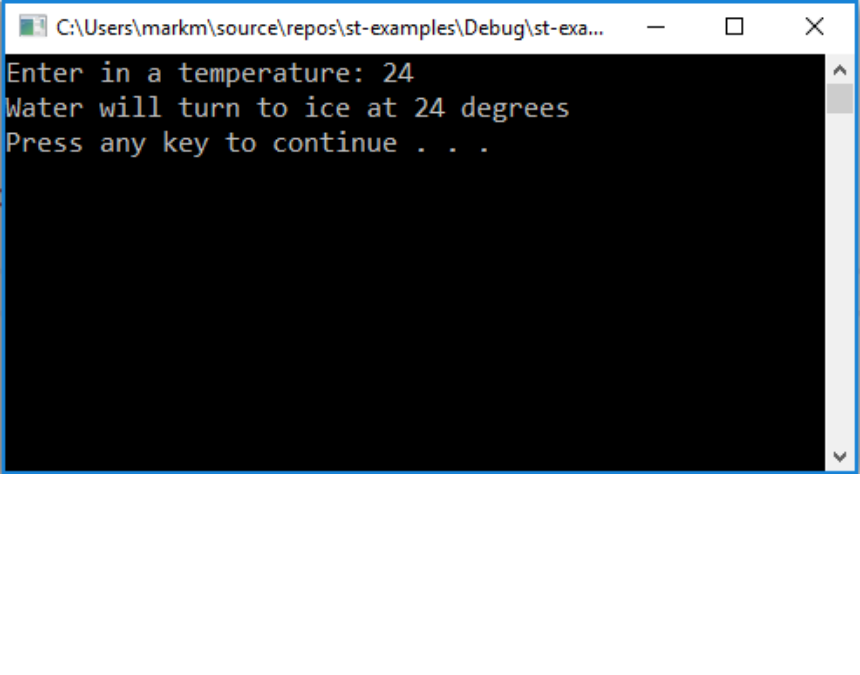 C:\Users\markm\source\repos\st-examples\Debug\st-exa...
Enter in a temperature: 24
Water will turn to ice at 24 degrees
Press any key to continue . . .